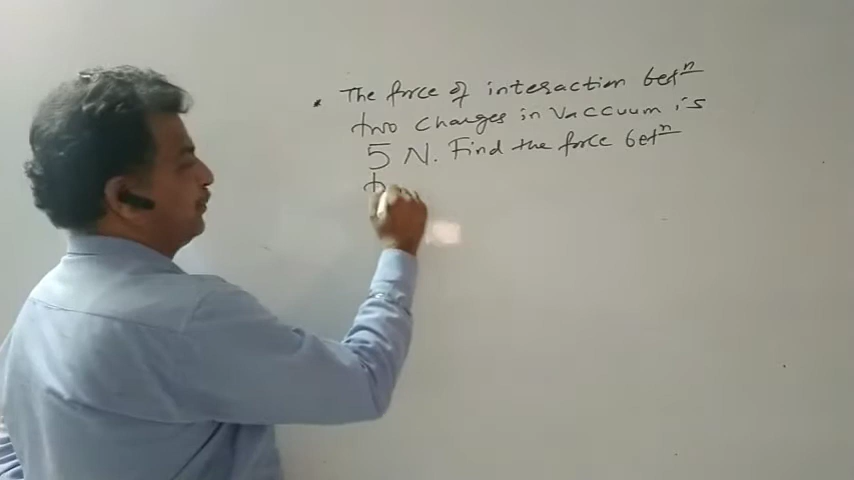 • The force of interaction betⁿ
two charges in Vaccuum is
5 N. Find the force betⁿ